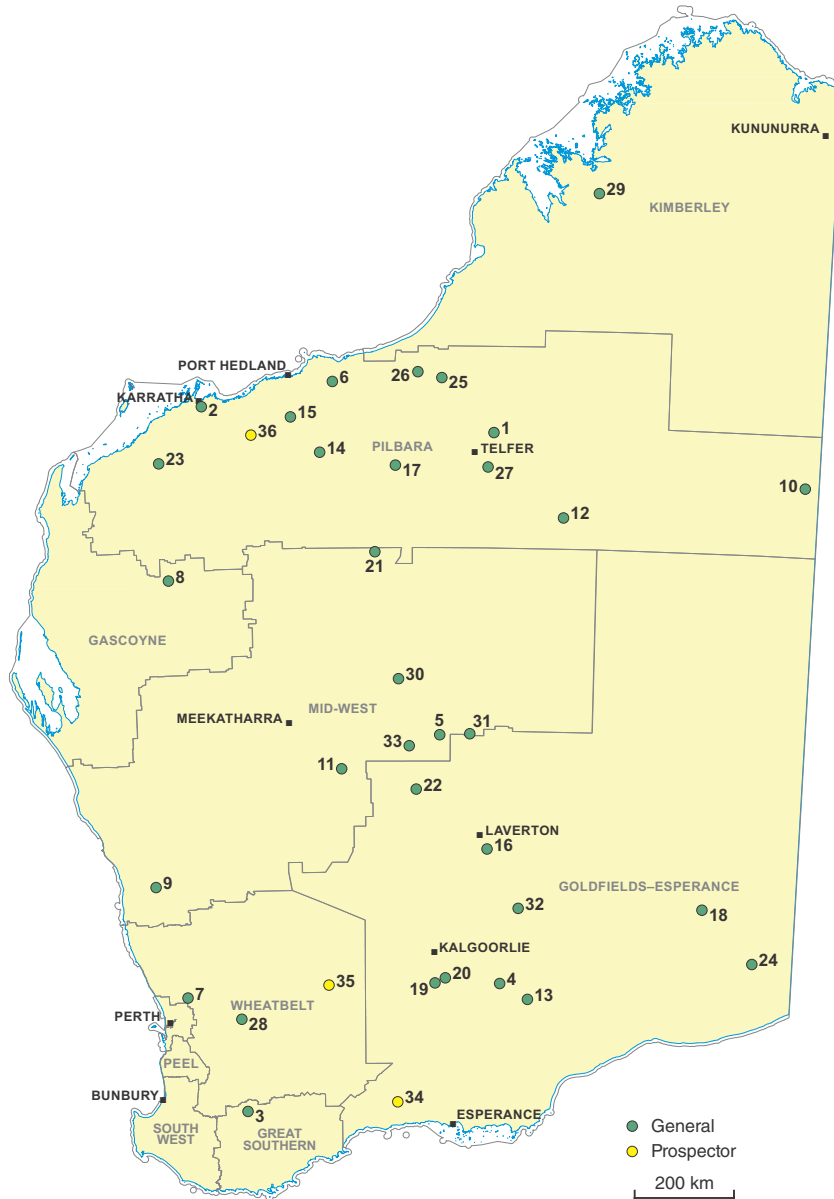 KUNUNURRA
29
KIMBERLEY
PORT HEDLAND
6
26
25
KARRATHA
2
15
36
1
14
PILBARA
TELFER
17
27
23
10
12
21
8
GASCOYNE
30
MID-WEST
MEEKATHARRA
5
31
33
11
22
LAVERTON
16
9
GOLDFIELDS–ESPERANCE
32
18
KALGOORLIE
24
20
19
4
13
35
7
WHEATBELT
PERTH
28
PEEL
BUNBURY
34
3
ESPERANCE
SOUTH
WEST
GREAT
SOUTHERN
General
Prospector
200 km